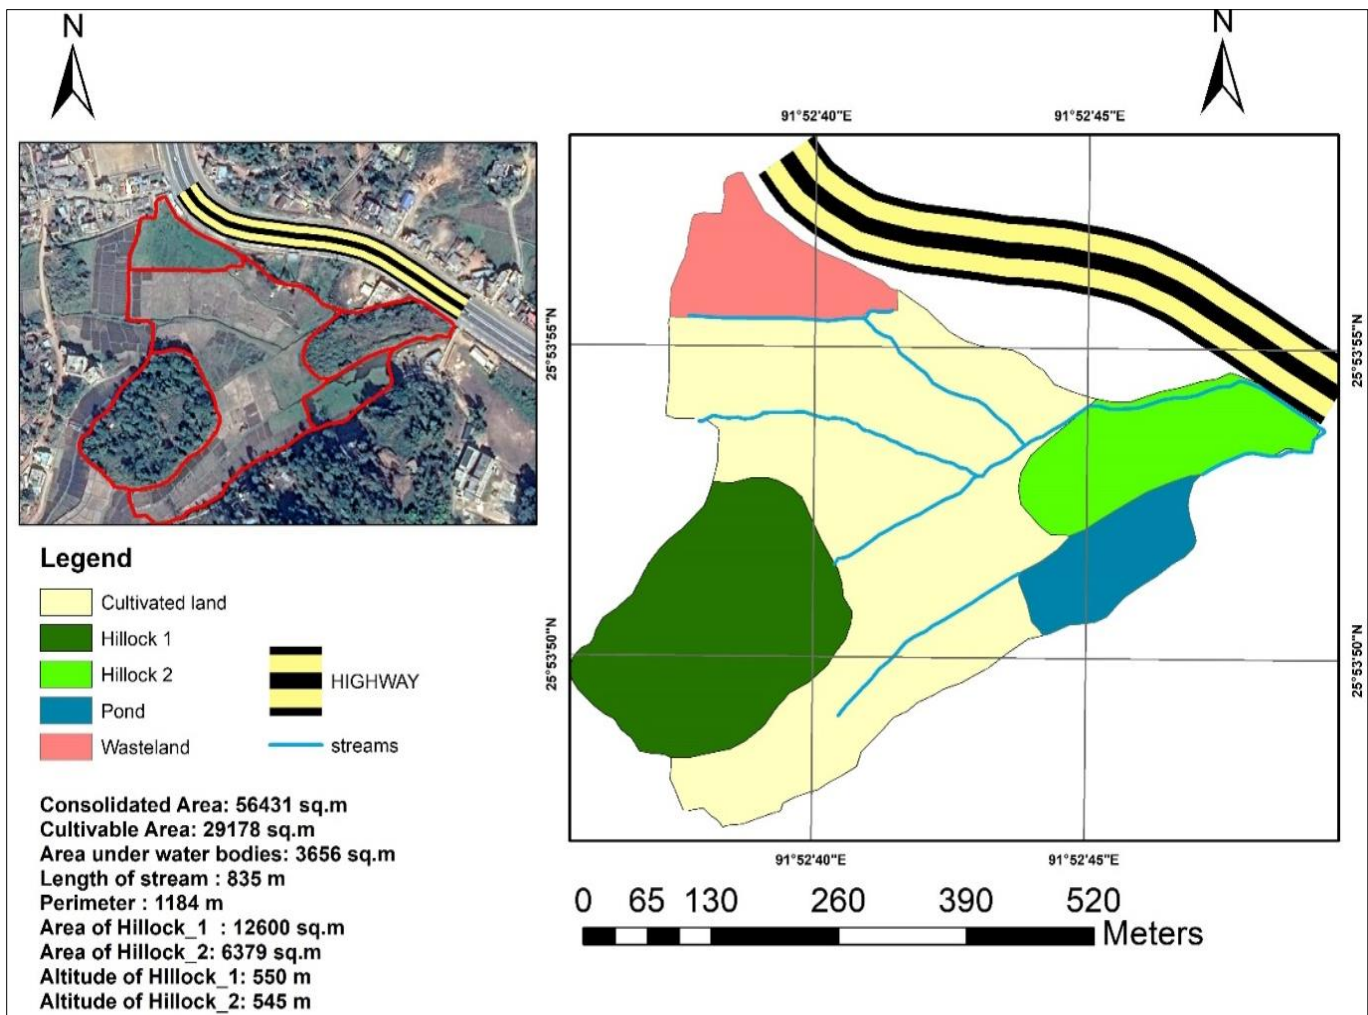 N
N
91°52'40"E
91°52'45"E
25°53'55"N
25°53'55"N
25°53'50"N
25°53'50"N
91°52'40"E
91°52'45"E
Legend
Cultivated land
Hillock 1
Hillock 2
Pond
Wasteland
HIGHWAY
streams
Consolidated Area: 56431 sq.m
Cultivable Area: 29178 sq.m
Area under water bodies: 3656 sq.m
Length of stream : 835 m
Perimeter : 1184 m
Area of Hillock_1 : 12600 sq.m
Area of Hillock_2: 6379 sq.m
Altitude of HIllock_1: 550 m
Altitude of Hillock_2: 545 m
0 65 130 260 390 520
Meters